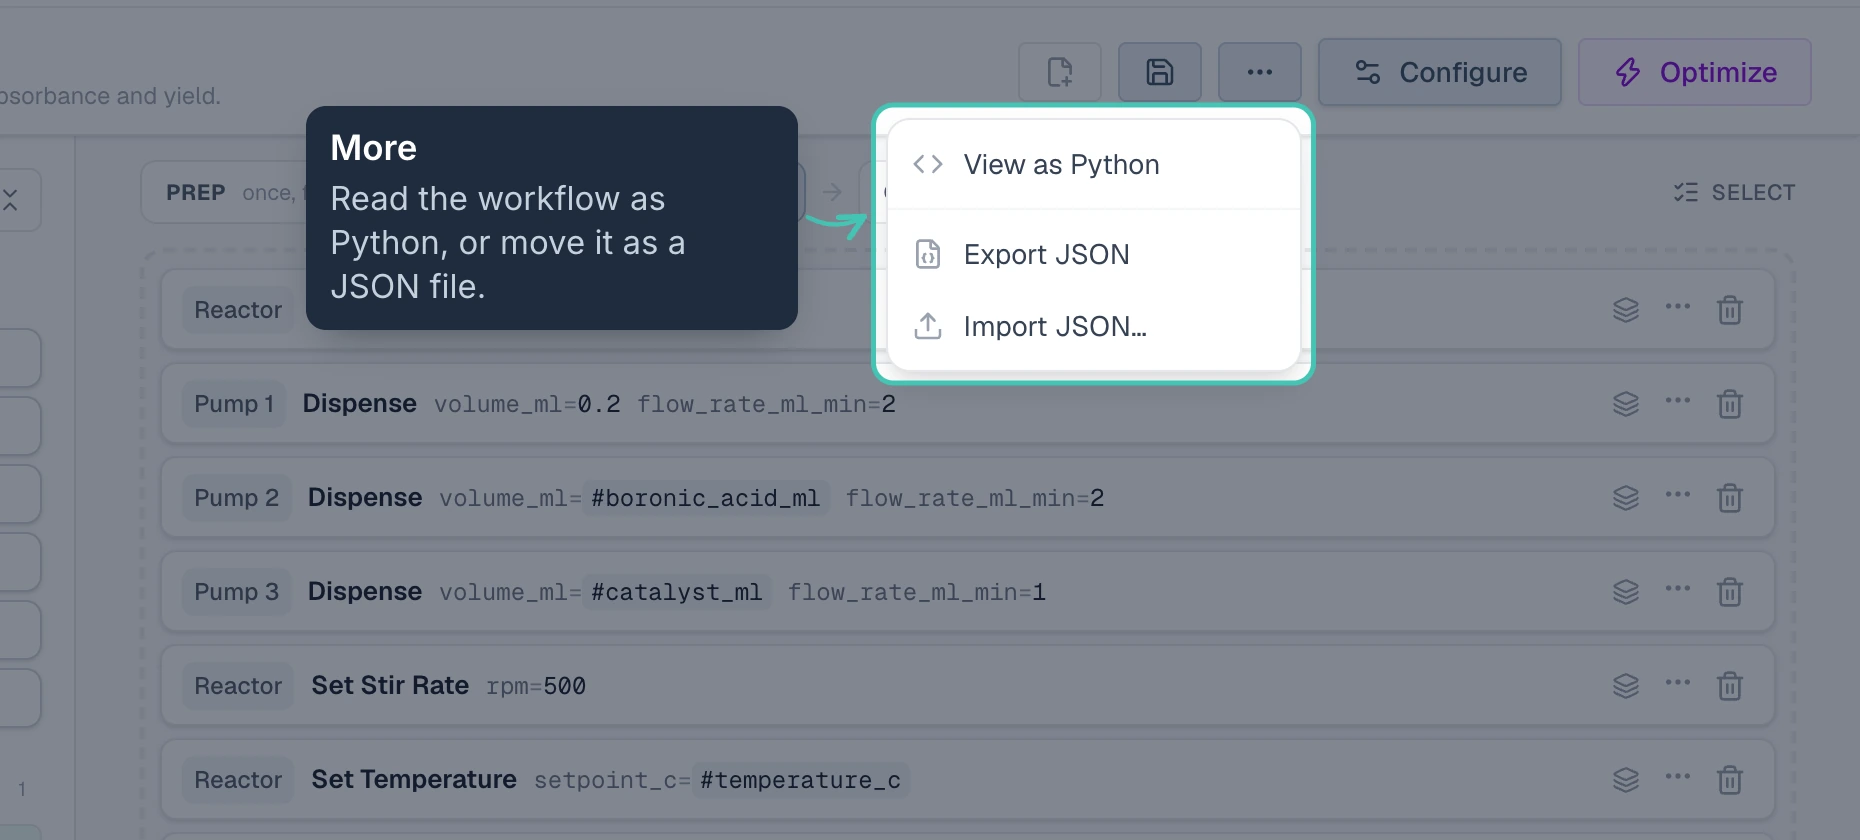 Configure
Optimize
absorbance and yield.
More
Read the workflow as
Python, or move it as a
JSON file.
View as Python
Export JSON
Import JSON…
PREP once,
SELECT
Reactor
Pump 1 Dispense volume_ml=0.2 flow_rate_ml_min=2
Pump 2 Dispense volume_ml=#boronic_acid_ml flow_rate_ml_min=2
Pump 3 Dispense volume_ml=#catalyst_ml flow_rate_ml_min=1
Reactor Set Stir Rate rpm=500
Reactor Set Temperature setpoint_c=#temperature_c
1